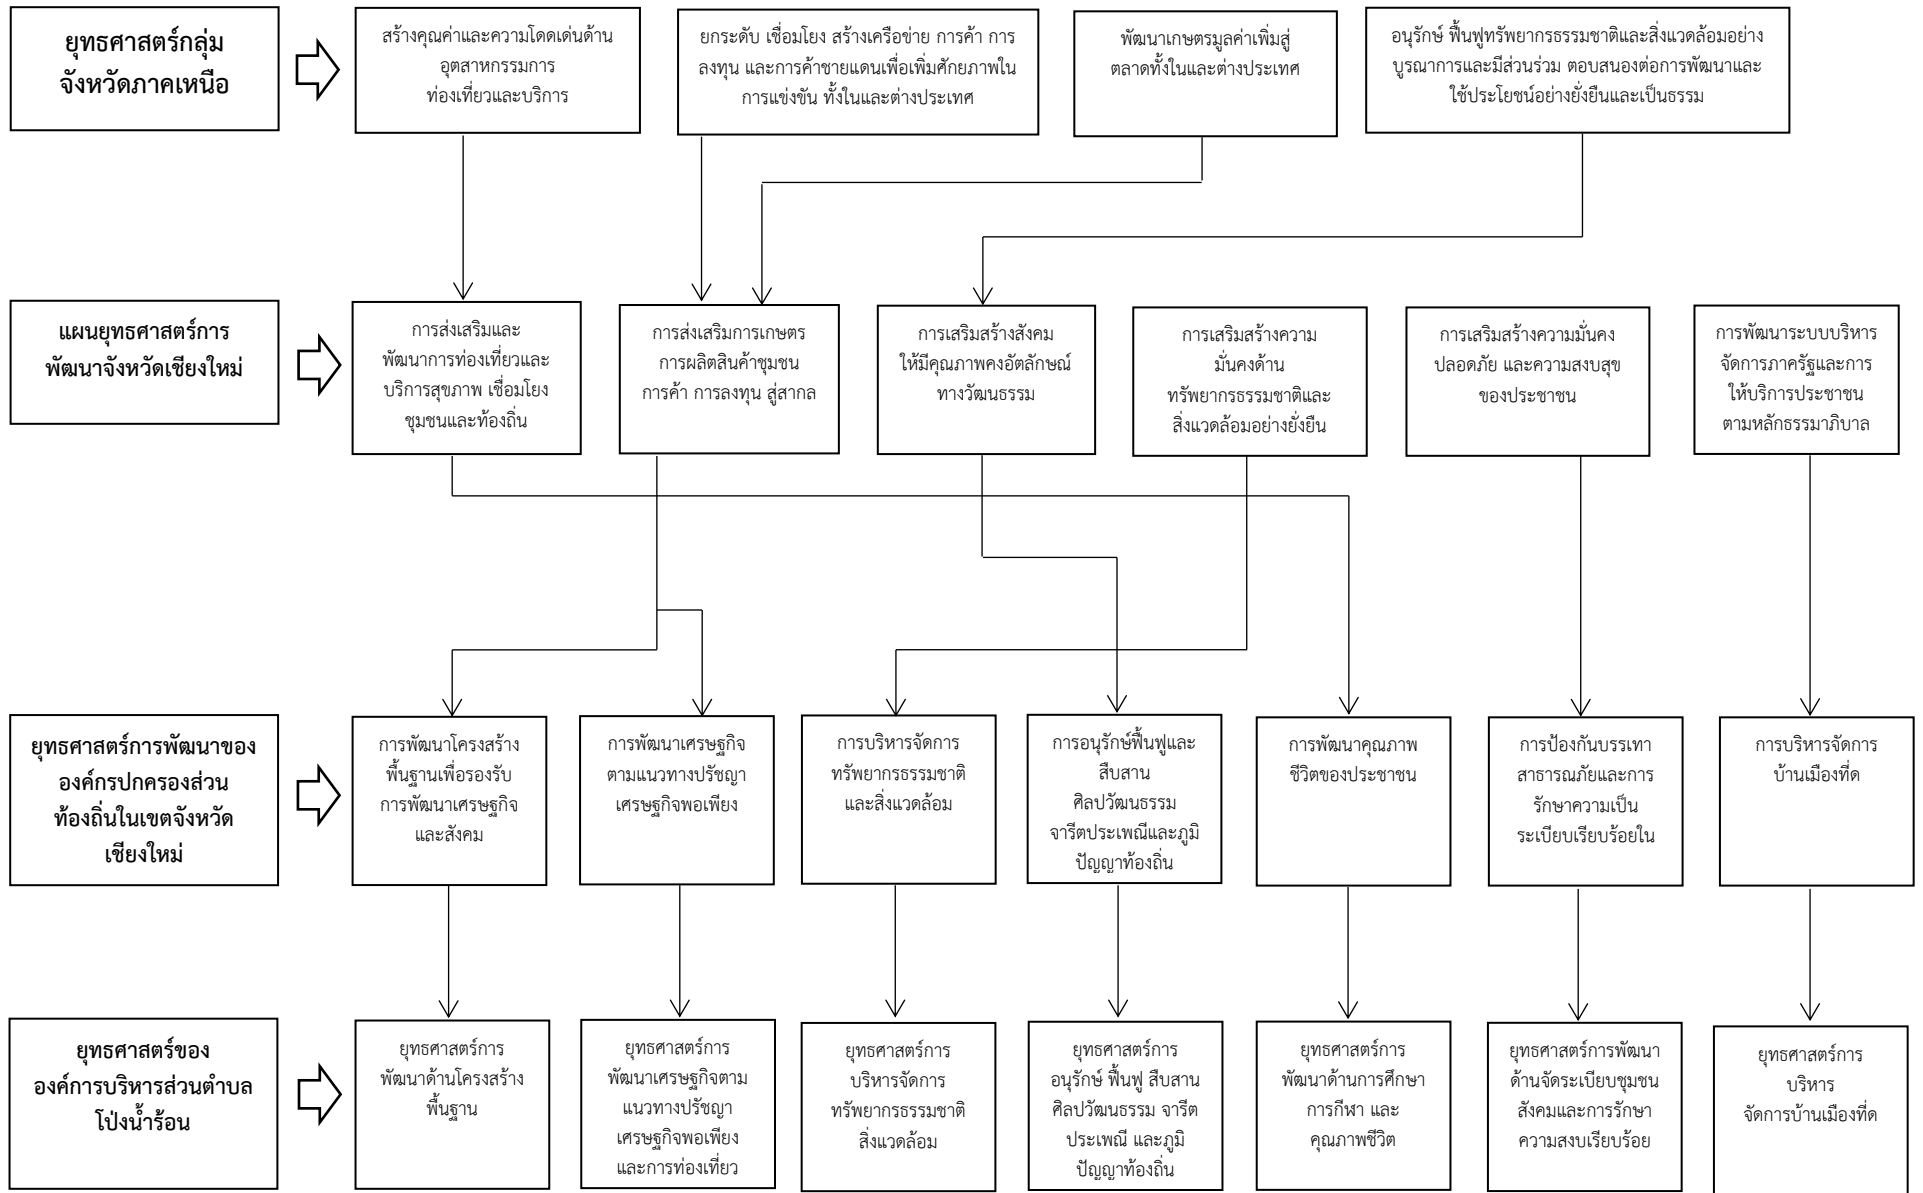 ยุทธศาสตร์กลุ่ม
จังหวัดภาคเหนือ
สร้างคุณค่าและความโดดเด่นด้าน
อุตสาหกรรมการ
ท่องเที่ยวและบริการ
ยกระดับ เชื่อมโยง สร้างเครือข่าย การค้า การ
ลงทุน และการค้าชายแดนเพื่อเพิ่มศักยภาพใน
การแข่งขัน ทั้งในและต่างประเทศ
พัฒนาเกษตรมูลค่าเพิ่มสู่
ตลาดทั้งในและต่างประเทศ
อนุรักษ์ ฟื้นฟูทรัพยากรธรรมชาติและสิ่งแวดล้อมอย่าง
บูรณาการและมีส่วนร่วม ตอบสนองต่อการพัฒนาและ
ใช้ประโยชน์อย่างยั่งยืนและเป็นธรรม
แผนยุทธศาสตร์การ
พัฒนาจังหวัดเชียงใหม่
การส่งเสริมและ
พัฒนาการท่องเที่ยวและ
บริการสุขภาพ เชื่อมโยง
ชุมชนและท้องถิ่น
การส่งเสริมการเกษตร
การผลิตสินค้าชุมชน
การค้า การลงทุน สู่สากล
การเสริมสร้างสังคม
ให้มีคุณภาพคงอัตลักษณ์
ทางวัฒนธรรม
การเสริมสร้างความ
มั่นคงด้าน
ทรัพยากรธรรมชาติและ
สิ่งแวดล้อมอย่างยั่งยืน
การเสริมสร้างความมั่นคง
ปลอดภัย และความสงบสุข
ของประชาชน
การพัฒนาระบบบริหาร
จัดการภาครัฐและการ
ให้บริการประชาชน
ตามหลักธรรมาภิบาล
ยุทธศาสตร์การพัฒนาของ
องค์กรปกครองส่วน
ท้องถิ่นในเขตจังหวัด
เชียงใหม่
การพัฒนาโครงสร้าง
พื้นฐานเพื่อรองรับ
การพัฒนาเศรษฐกิจ
และสังคม
การพัฒนาเศรษฐกิจ
ตามแนวทางปรัชญา
เศรษฐกิจพอเพียง
การบริหารจัดการ
ทรัพยากรธรรมชาติ
และสิ่งแวดล้อม
การอนุรักษ์ฟื้นฟูและ
สืบสาน
ศิลปวัฒนธรรม
จารีตประเพณีและภูมิ
ปัญญาท้องถิ่น
การพัฒนาคุณภาพ
ชีวิตของประชาชน
การป้องกันบรรเทา
สาธารณภัยและการ
รักษาความเป็น
ระเบียบเรียบร้อยใน
การบริหารจัดการ
บ้านเมืองที่ด
ยุทธศาสตร์ของ
องค์การบริหารส่วนตำบล
โป่งน้ำร้อน
ยุทธศาสตร์การ
พัฒนาด้านโครงสร้าง
พื้นฐาน
ยุทธศาสตร์การ
พัฒนาเศรษฐกิจตาม
แนวทางปรัชญา
เศรษฐกิจพอเพียง
และการท่องเที่ยว
ยุทธศาสตร์การ
บริหารจัดการ
ทรัพยากรธรรมชาติ
สิ่งแวดล้อม
ยุทธศาสตร์การ
อนุรักษ์ ฟื้นฟู สืบสาน
ศิลปวัฒนธรรม จารีต
ประเพณี และภูมิ
ปัญญาท้องถิ่น
ยุทธศาสตร์การ
พัฒนาด้านการศึกษา
การกีฬา และ
คุณภาพชีวิต
ยุทธศาสตร์การพัฒนา
ด้านจัดระเบียบชุมชน
สังคมและการรักษา
ความสงบเรียบร้อย
ยุทธศาสตร์การ
บริหาร
จัดการบ้านเมืองที่ด